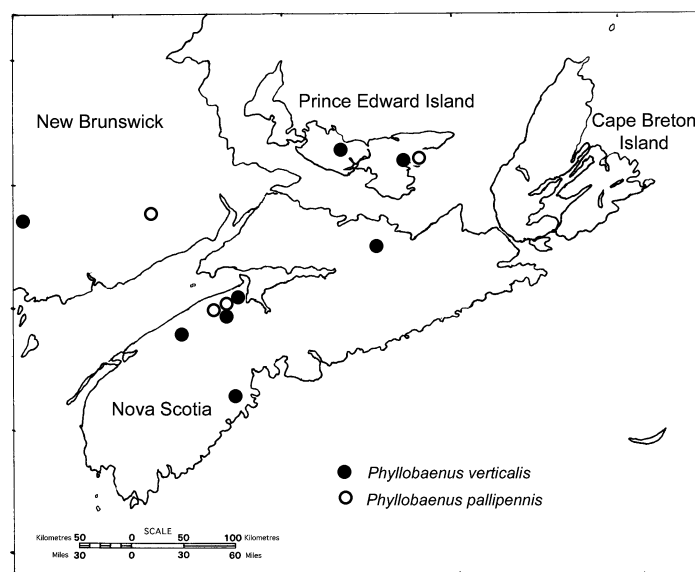 Prince Edward Island
New Brunswick
Cape Breton
Island
Nova Scotia
Phyllobaenus verticalis
Phyllobaenus pallipennis
SCALE
Kilometres 50 0 50 100 Kilometres
Miles 30 0 30 60 Miles